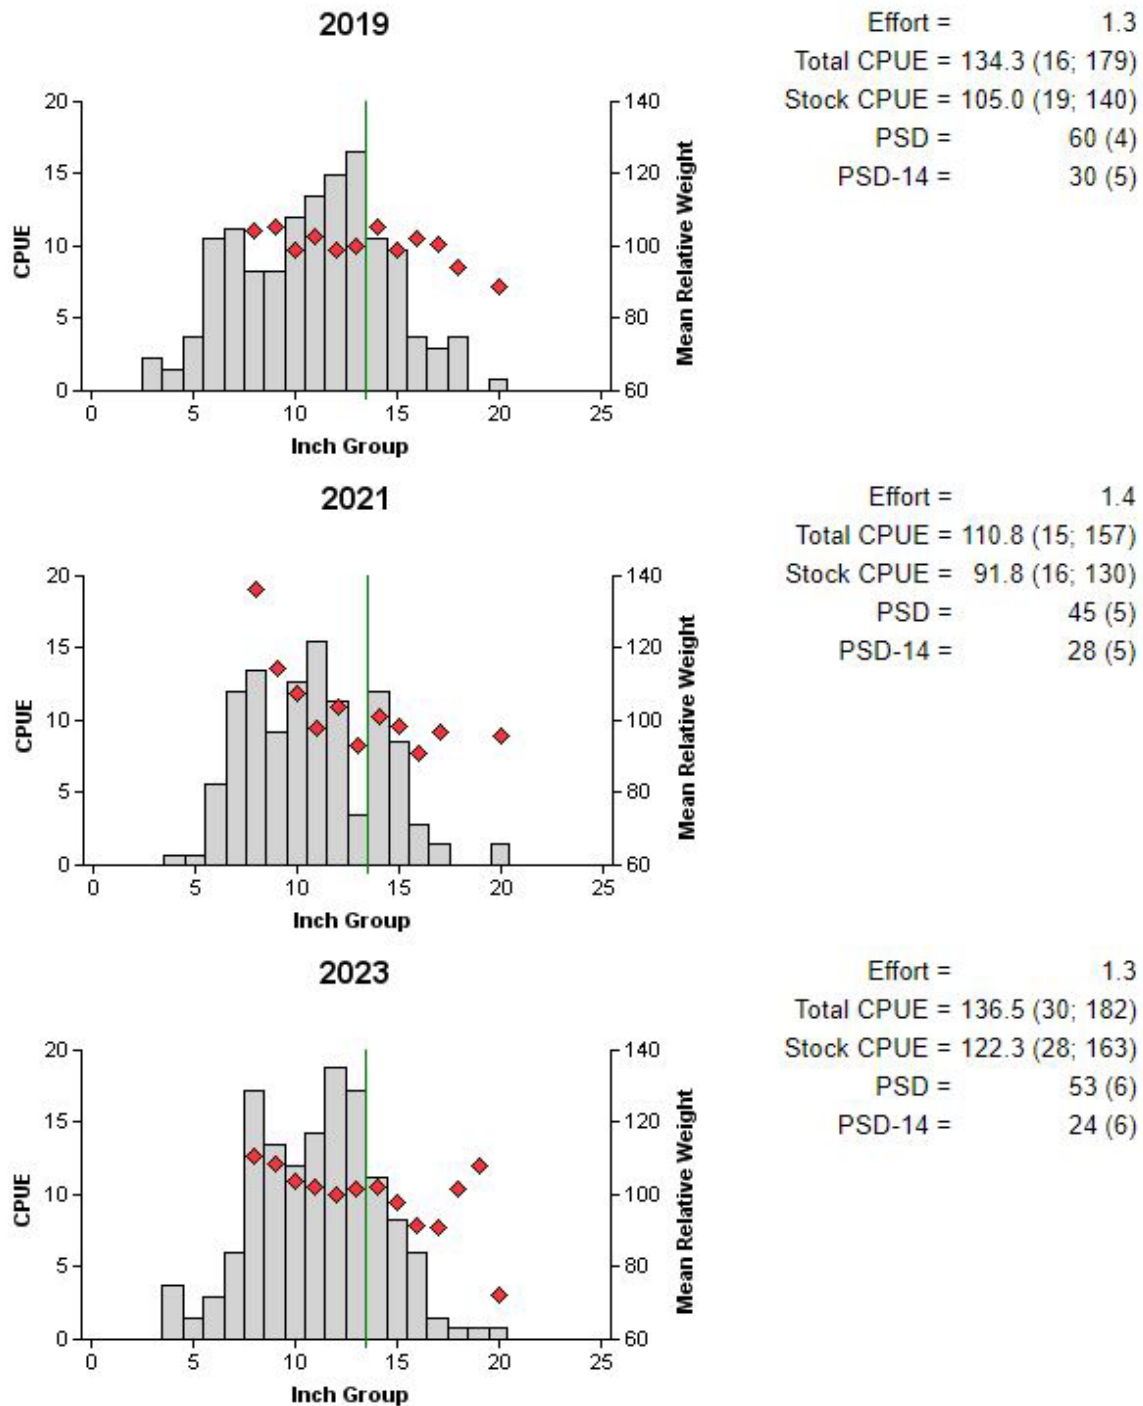 2019
Effort = 1.3
Total CPUE = 134.3 (16; 179)
Stock CPUE = 105.0 (19; 140)
PSD = 60 (4)
PSD-14 = 30 (5)
20
15
10
5
0
CPUE
140
120
100
80
60
Mean Relative Weight
0 5 10 15 20 25
Inch Group
2021
Effort = 1.4
Total CPUE = 110.8 (15; 157)
Stock CPUE = 91.8 (16; 130)
PSD = 45 (5)
PSD-14 = 28 (5)
20
15
10
5
0
CPUE
140
120
100
80
60
Mean Relative Weight
0 5 10 15 20 25
Inch Group
2023
Effort = 1.3
Total CPUE = 136.5 (30; 182)
Stock CPUE = 122.3 (28; 163)
PSD = 53 (6)
PSD-14 = 24 (6)
20
15
10
5
0
CPUE
140
120
100
80
60
Mean Relative Weight
0 5 10 15 20 25
Inch Group